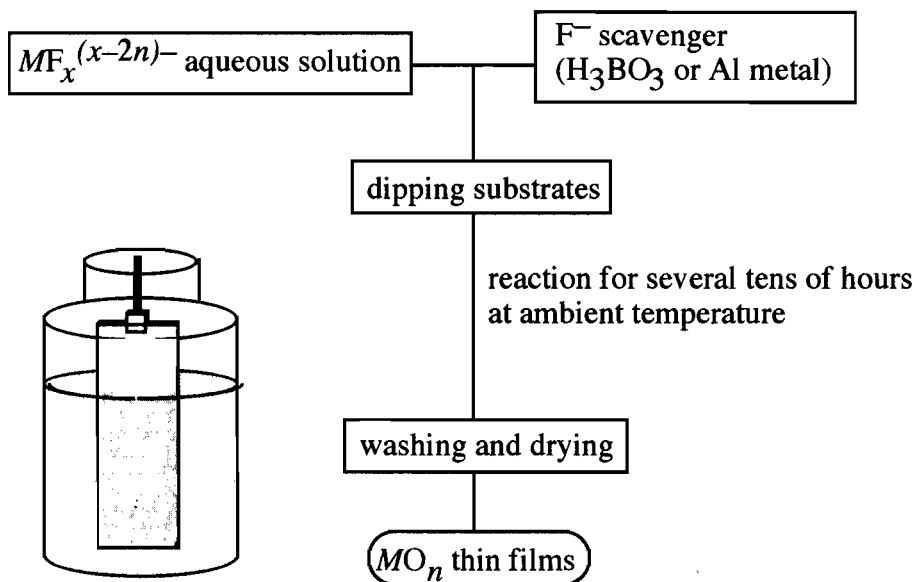 MFₓ⁽ˣ⁻²ⁿ⁾⁻ aqueous solution
F⁻ scavenger
(H₃BO₃ or Al metal)
dipping substrates
reaction for several tens of hours
at ambient temperature
washing and drying
MOₙ thin films